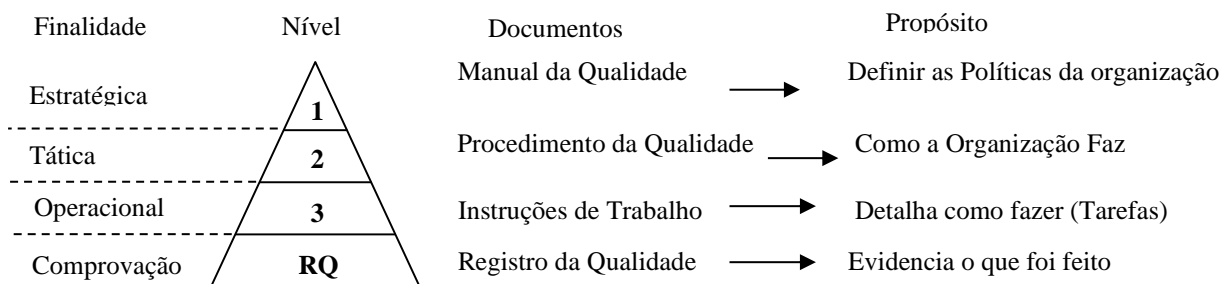 Finalidade Nível Documentos Propósito
Estratégica 1 Manual da Qualidade Definir as Políticas da organização
Tática 2 Procedimento da Qualidade Como a Organização Faz
Operacional 3 Instruções de Trabalho Detalha como fazer (Tarefas)
Comprovação RQ Registro da Qualidade Evidencia o que foi feito